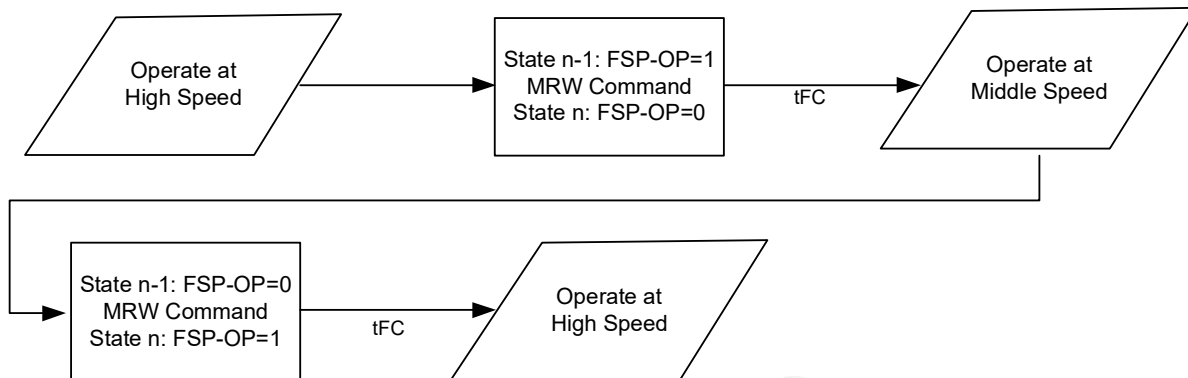 Operate at
High Speed
State n-1: FSP-OP=1
MRW Command
State n: FSP-OP=0
tFC
Operate at
Middle Speed
State n-1: FSP-OP=0
MRW Command
State n: FSP-OP=1
tFC
Operate at
High Speed